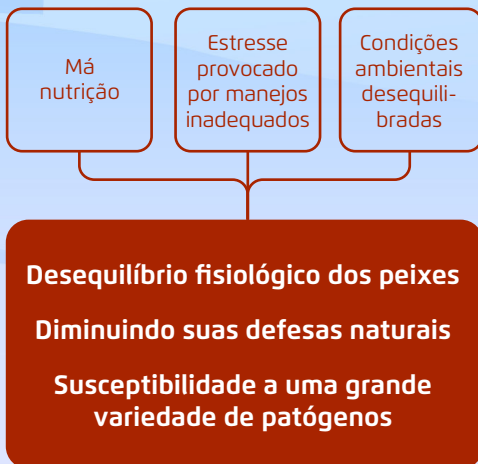 Má
nutrição
Estresse
provocado
por manejos
inadequados
Condições
ambientais
desequili-
bradas
Desequilíbrio fisiológico dos peixes
Diminuindo suas defesas naturais
Susceptibilidade a uma grande
variedade de patógenos